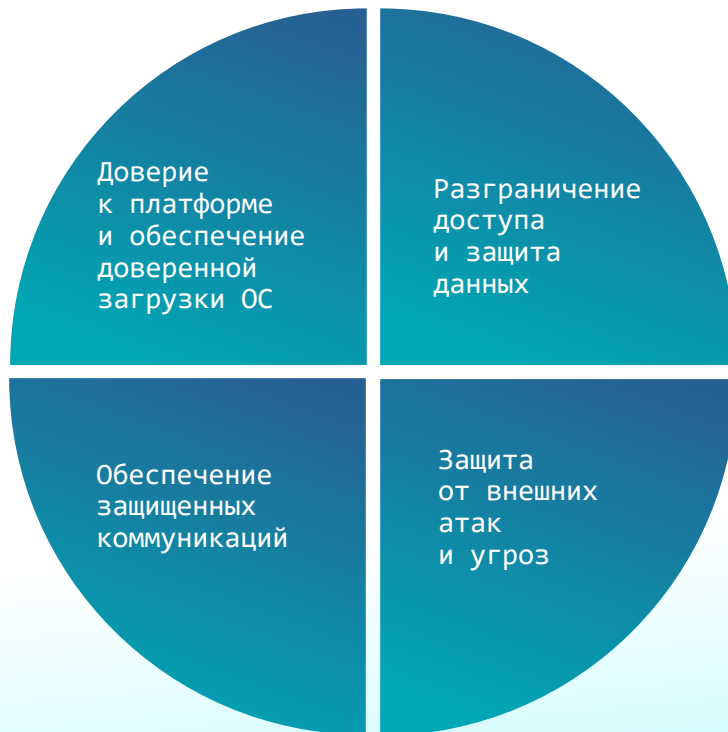 Доверие
к платформе
и обеспечение
доверенной
загрузки ОС
Разграничение
доступа
и защита
данных
Обеспечение
защищенных
коммуникаций
Защита
от внешних
атак
и угроз